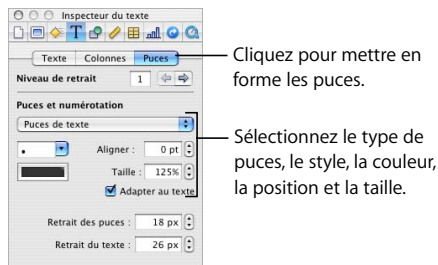 Inspecteur du texte
Texte Colonnes Puces
Cliquez pour mettre en
forme les puces.
Niveau de retrait 1
Puces et numérotation
Puces de texte
Aligner : 0 pt
Taille : 125%
Adapter au texte
Sélectionnez le type de
puces, le style, la couleur,
la position et la taille.
Retrait des puces : 18 px
Retrait du texte : 26 px